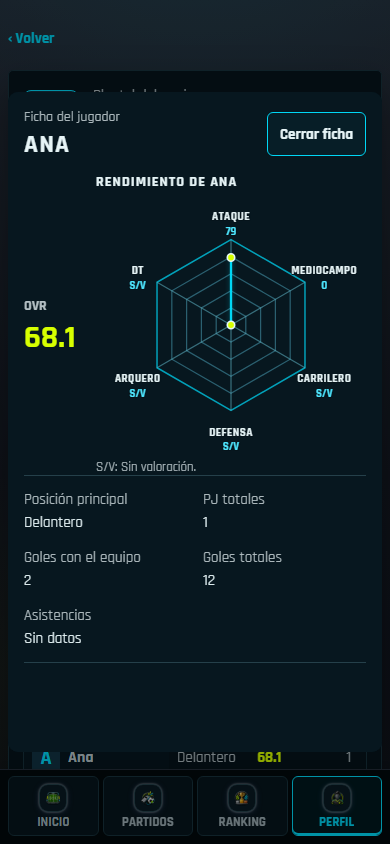 ‹ Volver
Ficha del jugador
ANA
Cerrar ficha
RENDIMIENTO DE ANA
ATAQUE
79
DT
S/V
MEDIOCAMPO
0
OVR
68.1
ARQUERO
S/V
CARRILERO
S/V
DEFENSA
S/V
S/V: Sin valoración.
Posición principal
PJ totales
Delantero
1
Goles con el equipo
Goles totales
2
12
Asistencias
Sin datos
A Ana Delantero 68.1 1
INICIO
PARTIDOS
RANKING
PERFIL